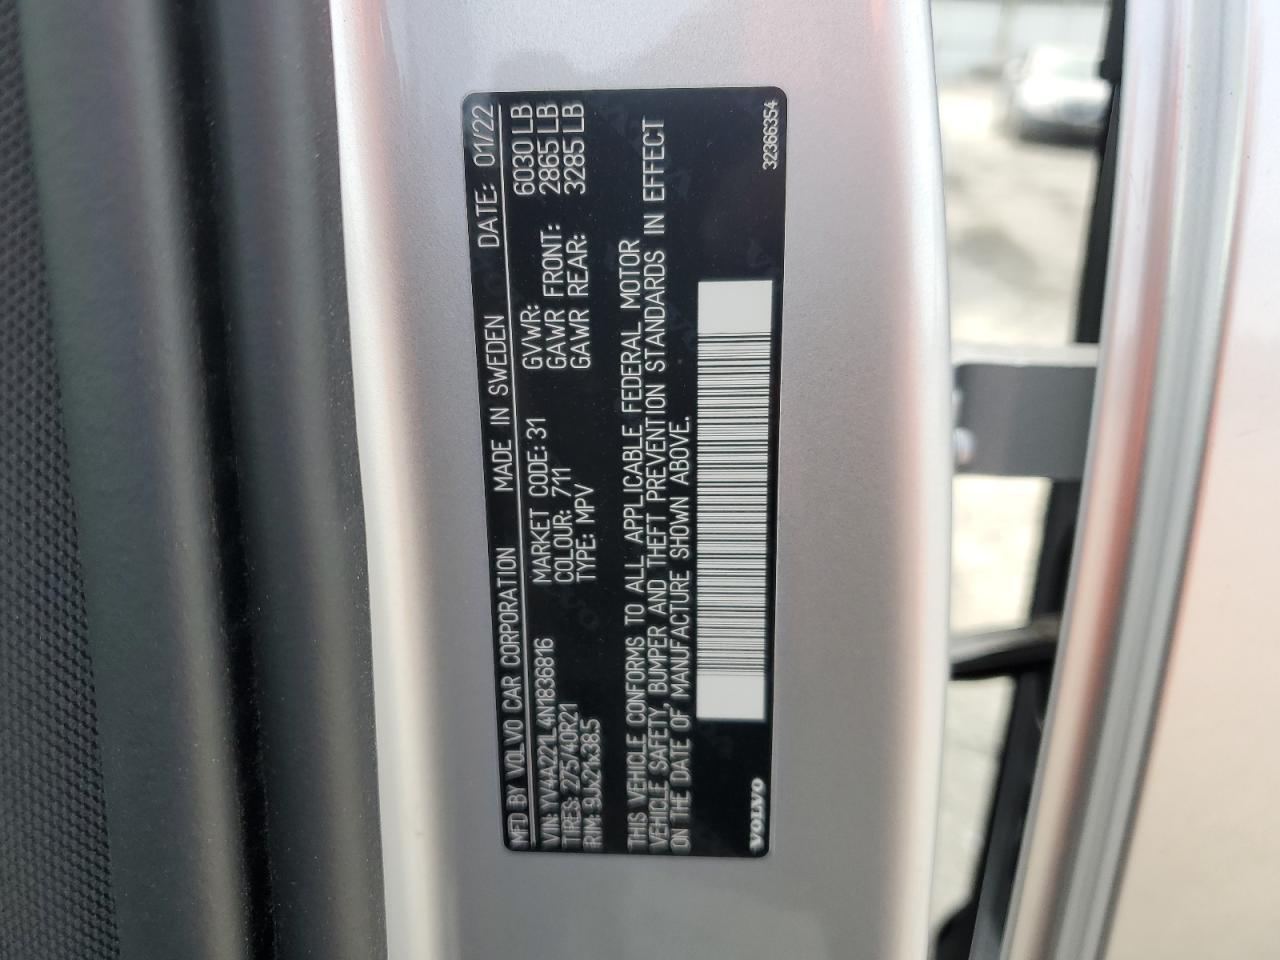 MFD BY VOLVO CAR CORPORATION MADE IN SWEDEN DATE: 01/22
VIN: YV4A221L4N1836816 MARKET CODE: 31 GVWR: 6030 LB
TIRES: 275/40R21 COLOUR: 711 GAWR FRONT: 2865 LB
RIM: 9Jx21x38.5 TYPE: MPV GAWR REAR: 3285 LB
THIS VEHICLE CONFORMS TO ALL APPLICABLE FEDERAL MOTOR
VEHICLE SAFETY, BUMPER AND THEFT PREVENTION STANDARDS IN EFFECT
ON THE DATE OF MANUFACTURE SHOWN ABOVE.
VOLVO 32366354